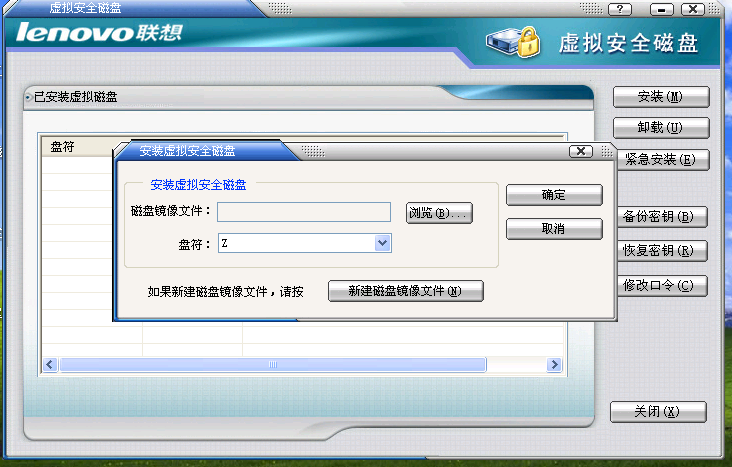 虚拟安全磁盘
lenovo联想
虚拟安全磁盘
已安装虚拟磁盘
盘符
安装(M)
卸载(U)
紧急安装(E)
备份密钥(B)
恢复密钥(R)
修改口令(C)
关闭(X)
安装虚拟安全磁盘
安装虚拟安全磁盘
磁盘镜像文件：
浏览(B)...
盘符：
Z
确定
取消
如果新建磁盘镜像文件，请按
新建磁盘镜像文件(N)